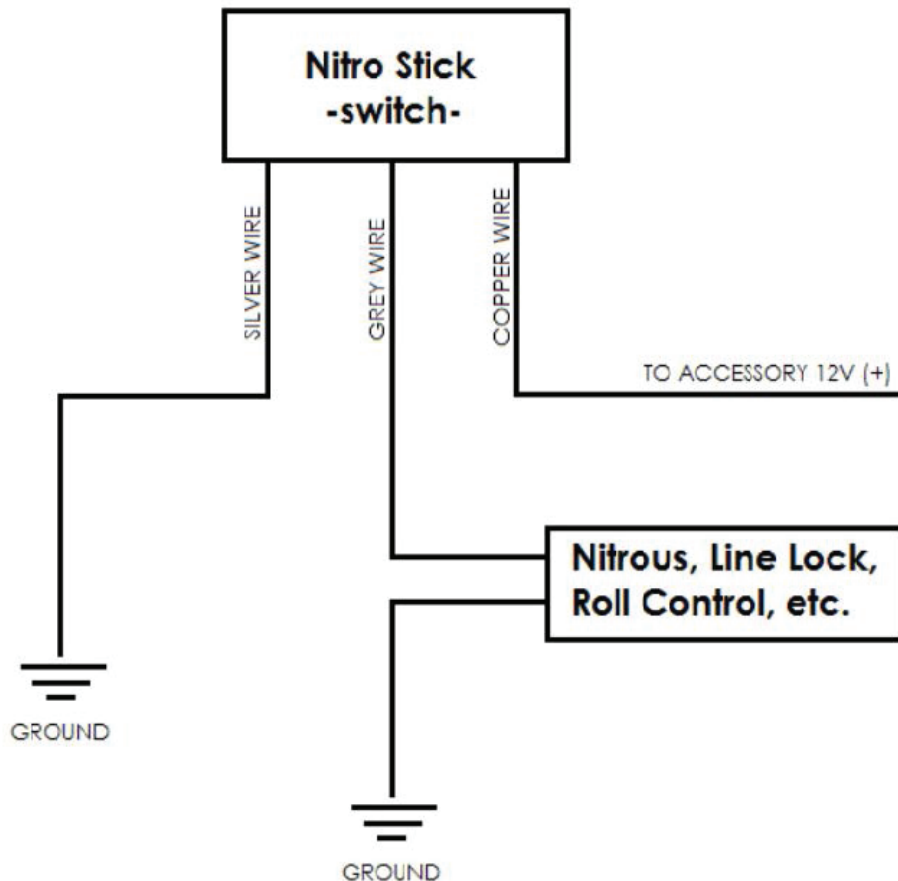 Nitro Stick
-switch-
SILVER WIRE
GREY WIRE
COPPER WIRE
TO ACCESSORY 12V (+)
Nitrous, Line Lock,
Roll Control, etc.
GROUND
GROUND